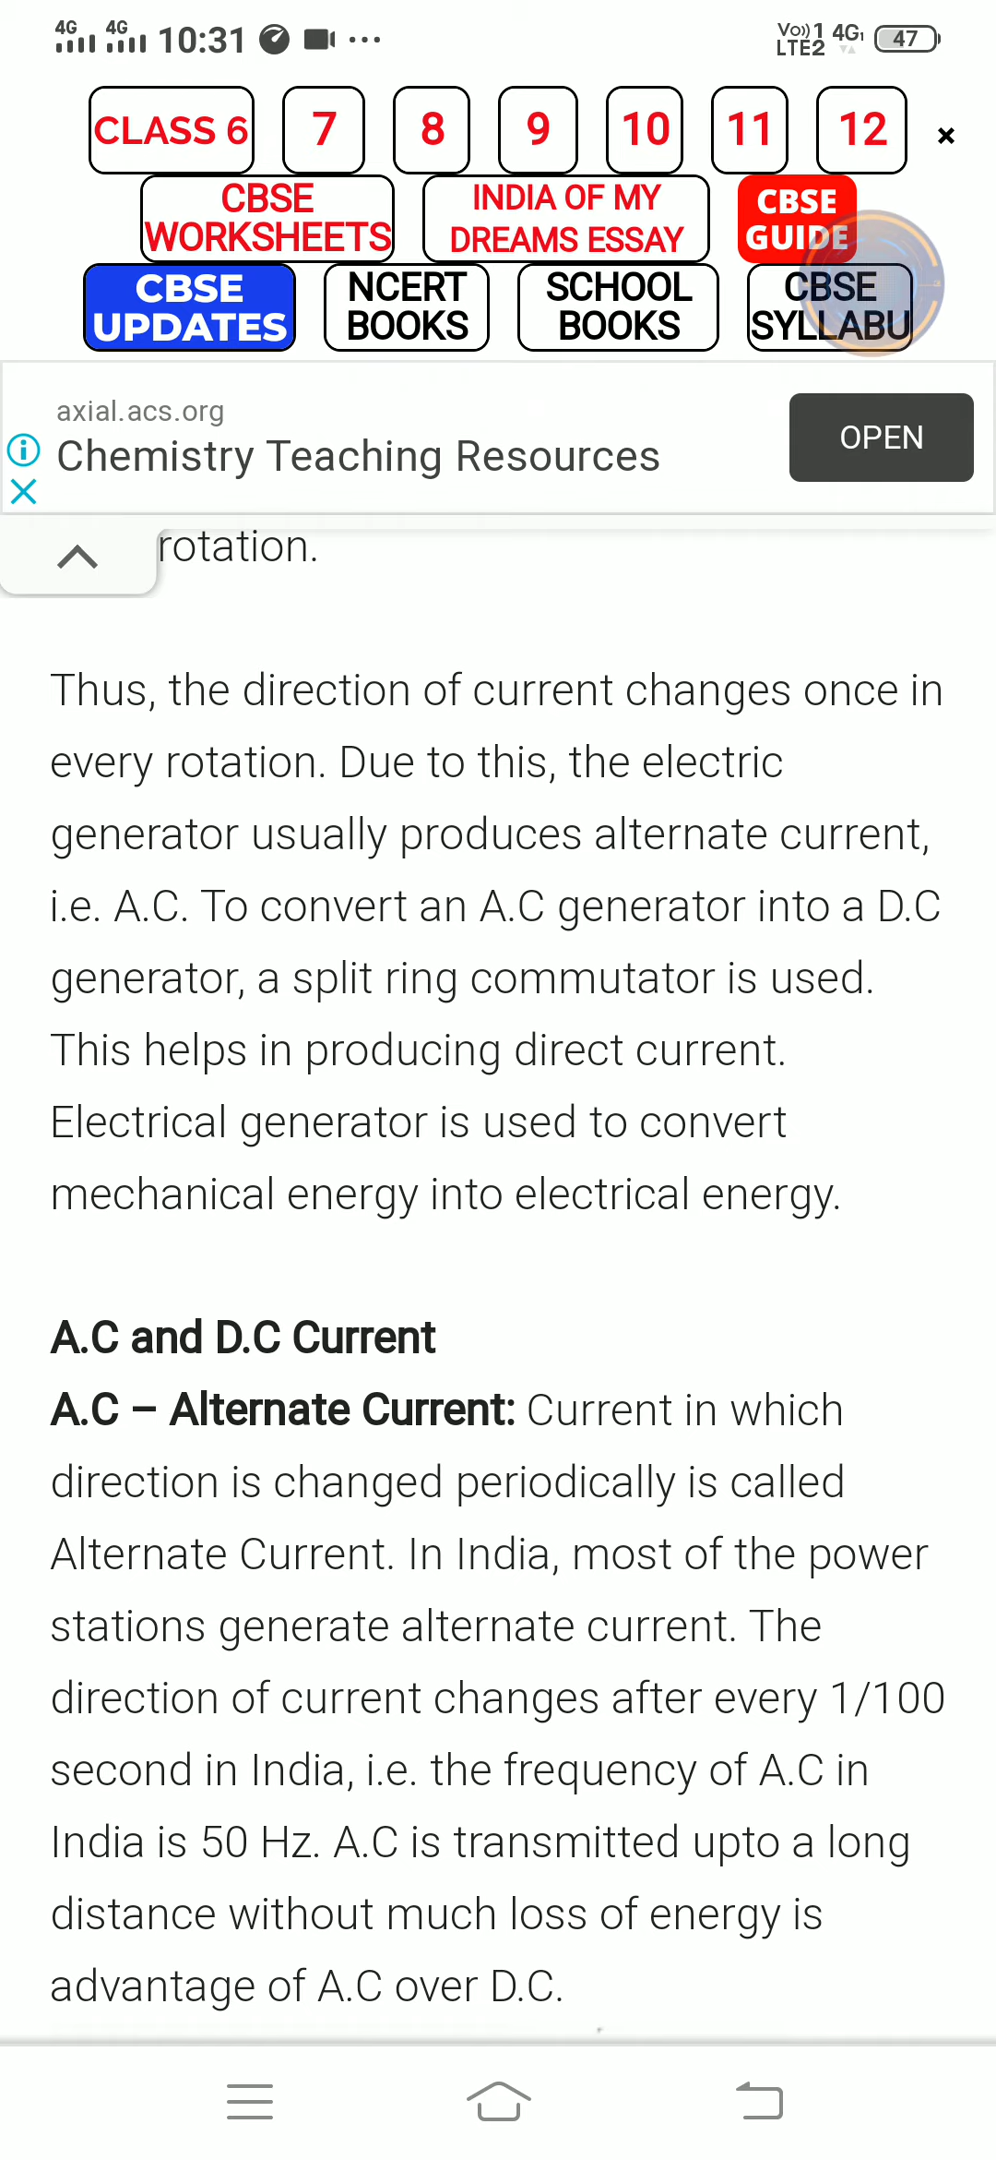 4G 4G 10:31 ... Vo))1 4G 47
LTE2
CLASS 6 7 8 9 10 11 12 ×
CBSE WORKSHEETS
INDIA OF MY DREAMS ESSAY
CBSE GUIDE
CBSE UPDATES
NCERT BOOKS
SCHOOL BOOKS
CBSE SYLLABU
axial.acs.org
Chemistry Teaching Resources
OPEN
rotation.
Thus, the direction of current changes once in
every rotation. Due to this, the electric
generator usually produces alternate current,
i.e. A.C. To convert an A.C generator into a D.C
generator, a split ring commutator is used.
This helps in producing direct current.
Electrical generator is used to convert
mechanical energy into electrical energy.
A.C and D.C Current
A.C – Alternate Current: Current in which
direction is changed periodically is called
Alternate Current. In India, most of the power
stations generate alternate current. The
direction of current changes after every 1/100
second in India, i.e. the frequency of A.C in
India is 50 Hz. A.C is transmitted upto a long
distance without much loss of energy is
advantage of A.C over D.C.